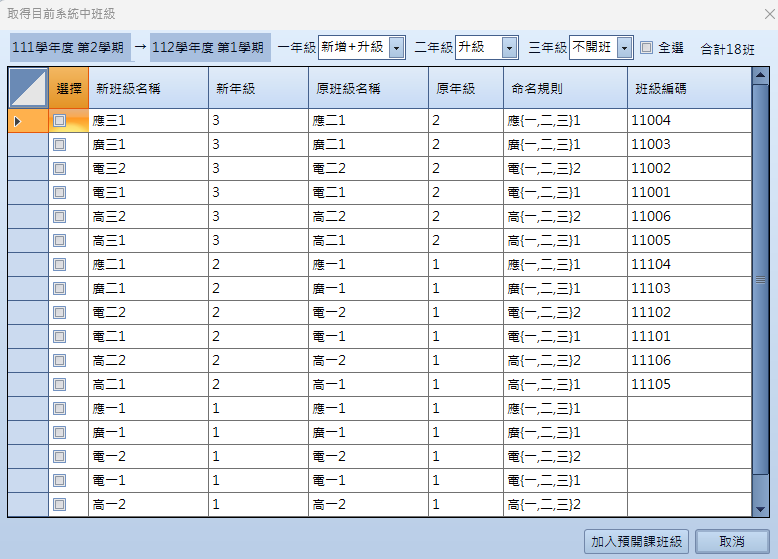 取得目前系統中班級
111學年度 第2學期 → 112學年度 第1學期 一年級 新增+升級 二年級 升級 三年級 不開班 全選 合計18班
選擇 新班級名稱 新年級 原班級名稱 原年級 命名規則 班級編碼
應三1 3 應二1 2 應{一,二,三}1 11004
廣三1 3 廣二1 2 廣{一,二,三}1 11003
電三2 3 電二2 2 電{一,二,三}2 11002
電三1 3 電二1 2 電{一,二,三}1 11001
高三2 3 高二2 2 高{一,二,三}2 11006
高三1 3 高二1 2 高{一,二,三}1 11005
應二1 2 應一1 1 應{一,二,三}1 11104
廣二1 2 廣一1 1 廣{一,二,三}1 11103
電二2 2 電一2 1 電{一,二,三}2 11102
電二1 2 電一1 1 電{一,二,三}1 11101
高二2 2 高一2 1 高{一,二,三}2 11106
高二1 2 高一1 1 高{一,二,三}1 11105
應一1 1 應一1 1 應{一,二,三}1
廣一1 1 廣一1 1 廣{一,二,三}1
電一2 1 電一2 1 電{一,二,三}2
電一1 1 電一1 1 電{一,二,三}1
高一2 1 高一2 1 高{一,二,三}2
加入預開課班級 取消